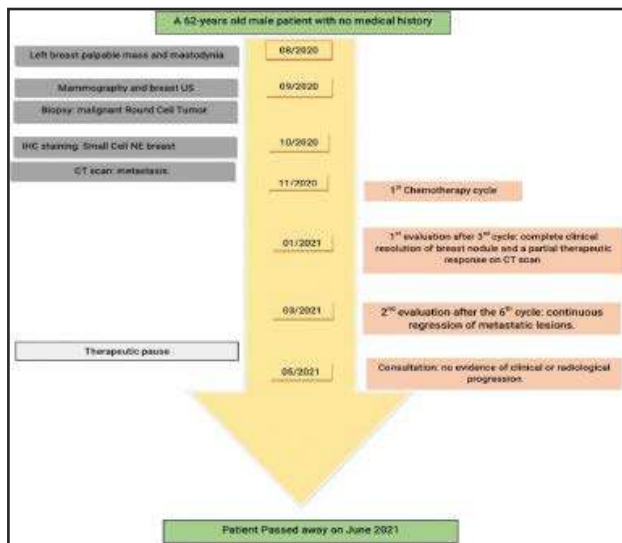 A 62-years old male patient with no medical history
Left breast palpable mass and mastodynia
08/2020
Mammography and breast US
09/2020
Biopsy: malignant Round Cell Tumor
IHC staining: Small Cell NE breast
10/2020
CT scan: metastasis.
11/2020
1st Chemotherapy cycle
01/2021
1st evaluation after 3rd cycle: complete clinical
resolution of breast nodule and a partial therapeutic
response on CT scan
03/2021
2nd evaluation after the 6th cycle: continuous
regression of metastatic lesions.
Therapeutic pause
05/2021
Consultation: no evidence of clinical or radiological
progression
Patient Passed away on June 2021